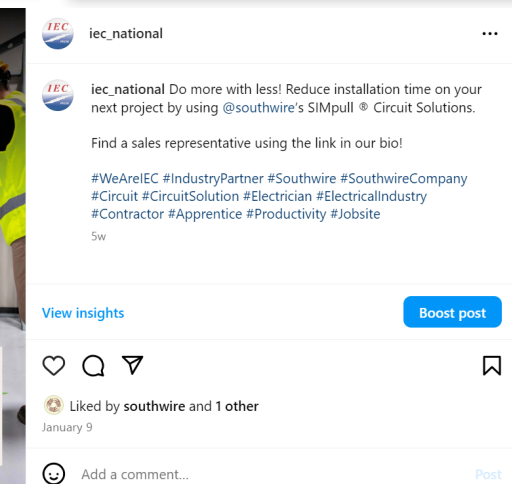 IEC
iec_national
IEC
iec_national Do more with less! Reduce installation time on your
next project by using @southwire's SIMpull ® Circuit Solutions.
Find a sales representative using the link in our bio!
#WeAreIEC #IndustryPartner #Southwire #SouthwireCompany
#Circuit #CircuitSolution #Electrician #ElectricalIndustry
#Contractor #Apprentice #Productivity #Jobsite
5w
View insights
Boost post
Liked by southwire and 1 other
January 9
Add a comment...
Post